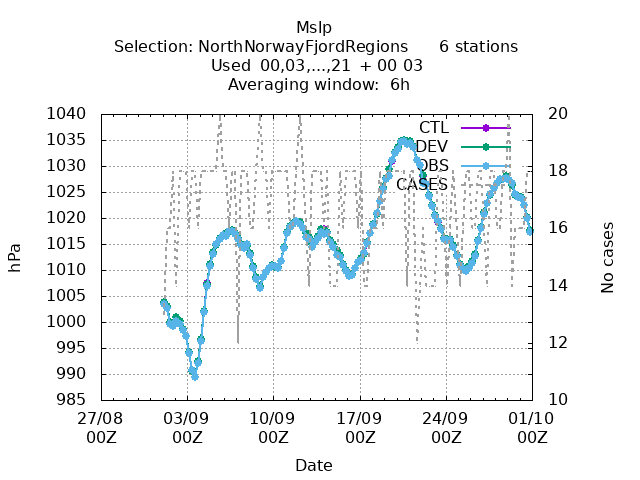 Mslp
Selection: NorthNorwayFjordRegions 6 stations
Used 00,03,...,21 + 00 03
Averaging window: 6h
1040
1035
1030
1025
1020
1015
1010
1005
1000
995
990
985
hPa
20
18
16
14
12
10
No cases
CTL
DEV
OBS
CASES
27/08 03/09 10/09 17/09 24/09 01/10
00Z 00Z 00Z 00Z 00Z 00Z
Date